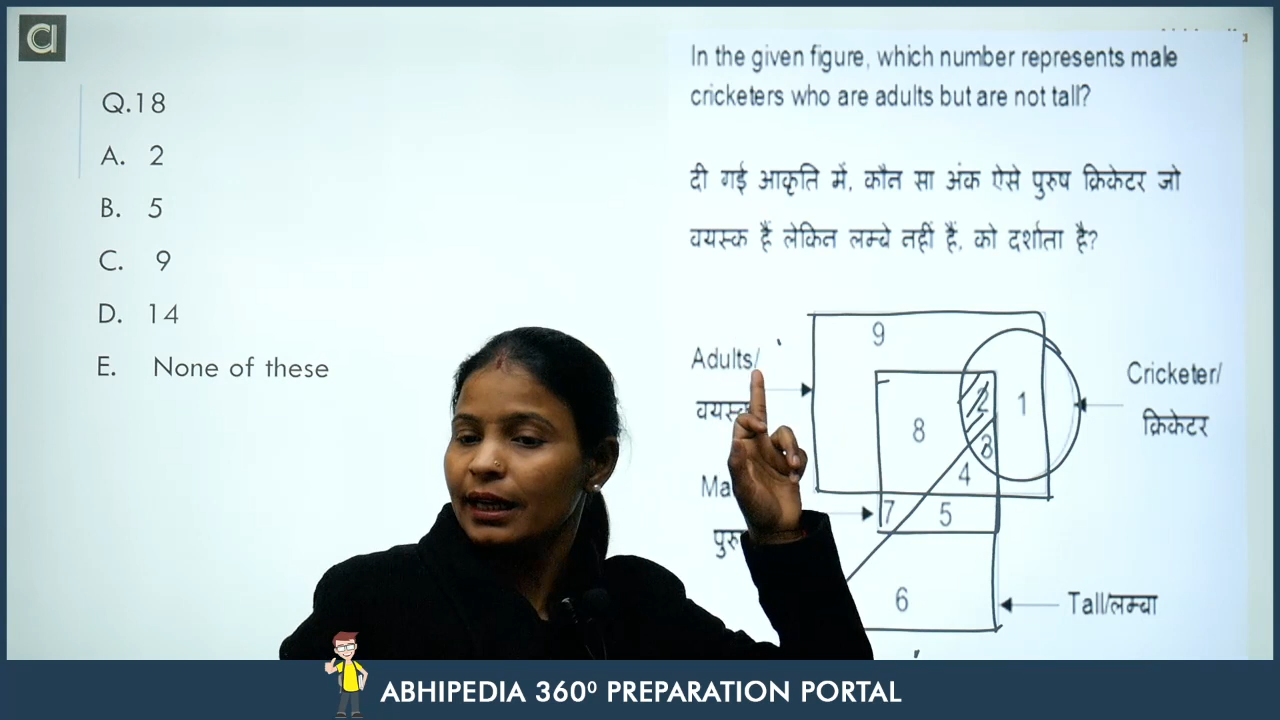 Q.18
A. 2
B. 5
C. 9
D. 14
E. None of these
In the given figure, which number represents male
cricketers who are adults but are not tall?
दी गई आकृति में, कौन सा अंक ऐसे पुरुष क्रिकेटर जो
वयस्क हैं लेकिन लम्बे नहीं हैं, को दर्शाता है?
9
Adults/
Cricketer/
क्रिकेटर
2
1
8
3
4
7
5
6
Tall/लम्बा
ABHIPEDIA 360⁰ PREPARATION PORTAL